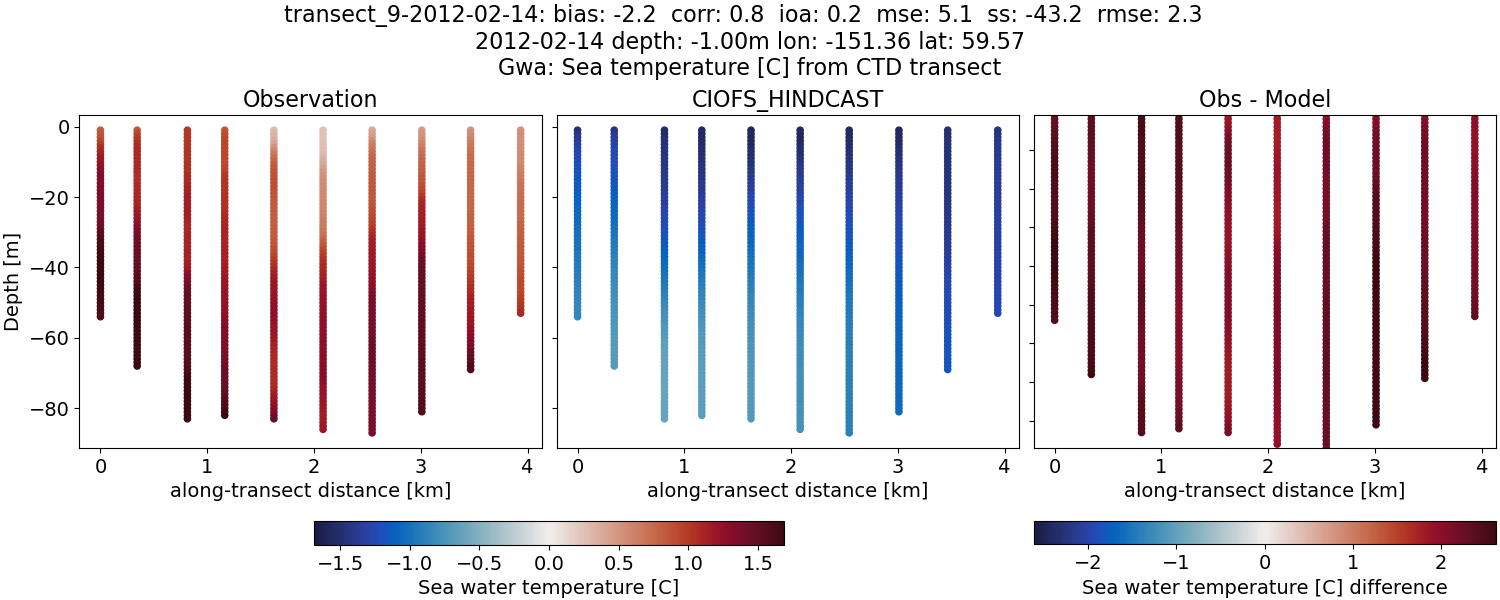 transect_9-2012-02-14: bias: -2.2  corr: 0.8  ioa: 0.2  mse: 5.1  ss: -43.2  rmse: 2.3
2012-02-14 depth: -1.00m lon: -151.36 lat: 59.57
Gwa: Sea temperature [C] from CTD transect
Observation
CIOFS_HINDCAST
Obs - Model
Depth [m]
0
−20
−40
−60
−80
0 1 2 3 4
0 1 2 3 4
0 1 2 3 4
along-transect distance [km]
along-transect distance [km]
along-transect distance [km]
−1.5 −1.0 −0.5 0.0 0.5 1.0 1.5
Sea water temperature [C]
−2 −1 0 1 2
Sea water temperature [C] difference